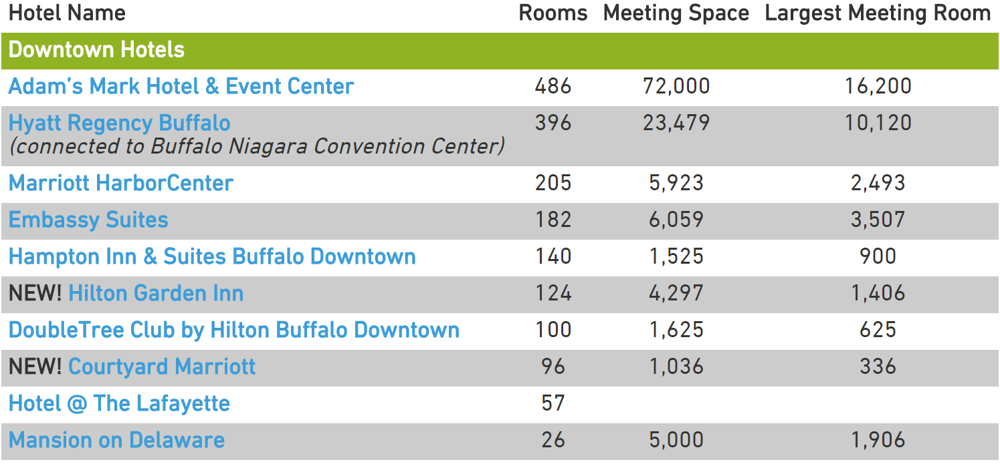 Hotel Name Rooms Meeting Space Largest Meeting Room
Downtown Hotels
Adam’s Mark Hotel & Event Center 486 72,000 16,200
Hyatt Regency Buffalo 396 23,479 10,120
(connected to Buffalo Niagara Convention Center)
Marriott HarborCenter 205 5,923 2,493
Embassy Suites 182 6,059 3,507
Hampton Inn & Suites Buffalo Downtown 140 1,525 900
NEW! Hilton Garden Inn 124 4,297 1,406
DoubleTree Club by Hilton Buffalo Downtown 100 1,625 625
NEW! Courtyard Marriott 96 1,036 336
Hotel @ The Lafayette 57
Mansion on Delaware 26 5,000 1,906